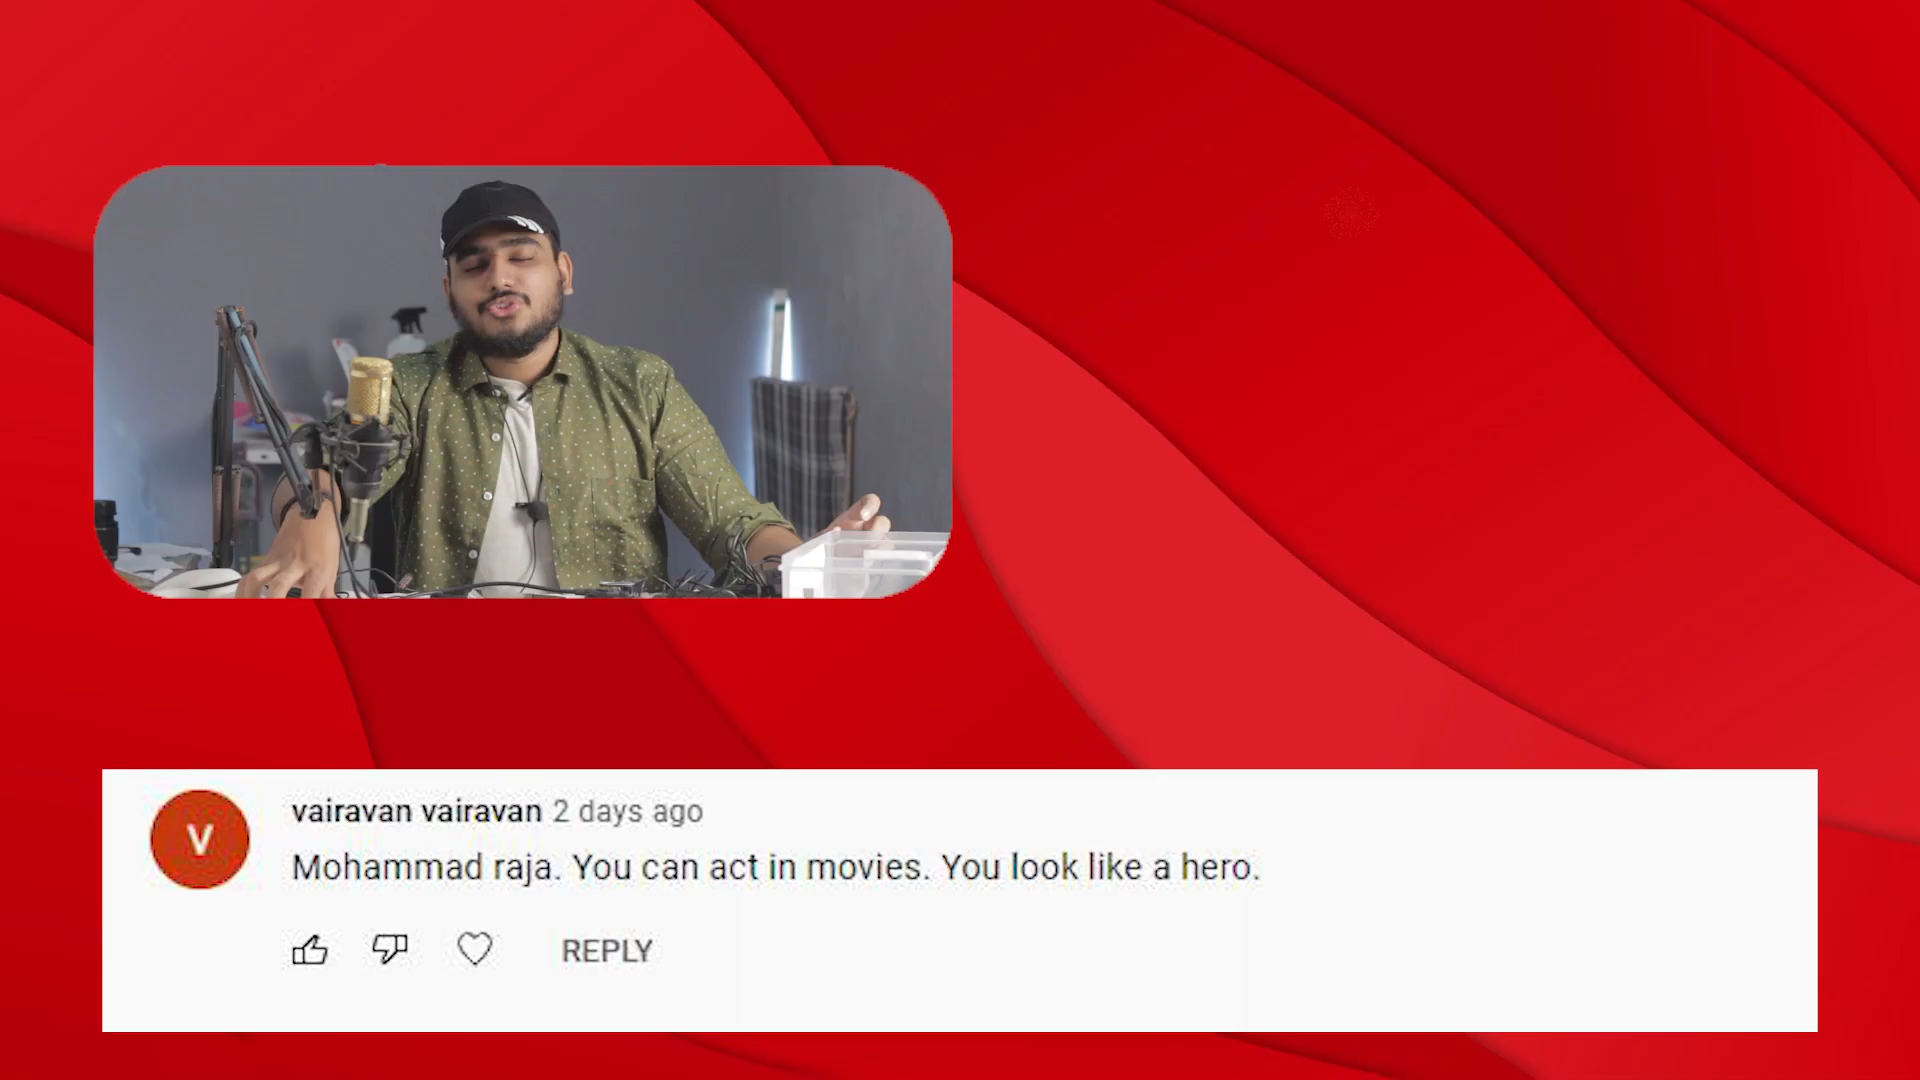 V
vairavan vairavan 2 days ago
Mohammad raja. You can act in movies. You look like a hero.
REPLY